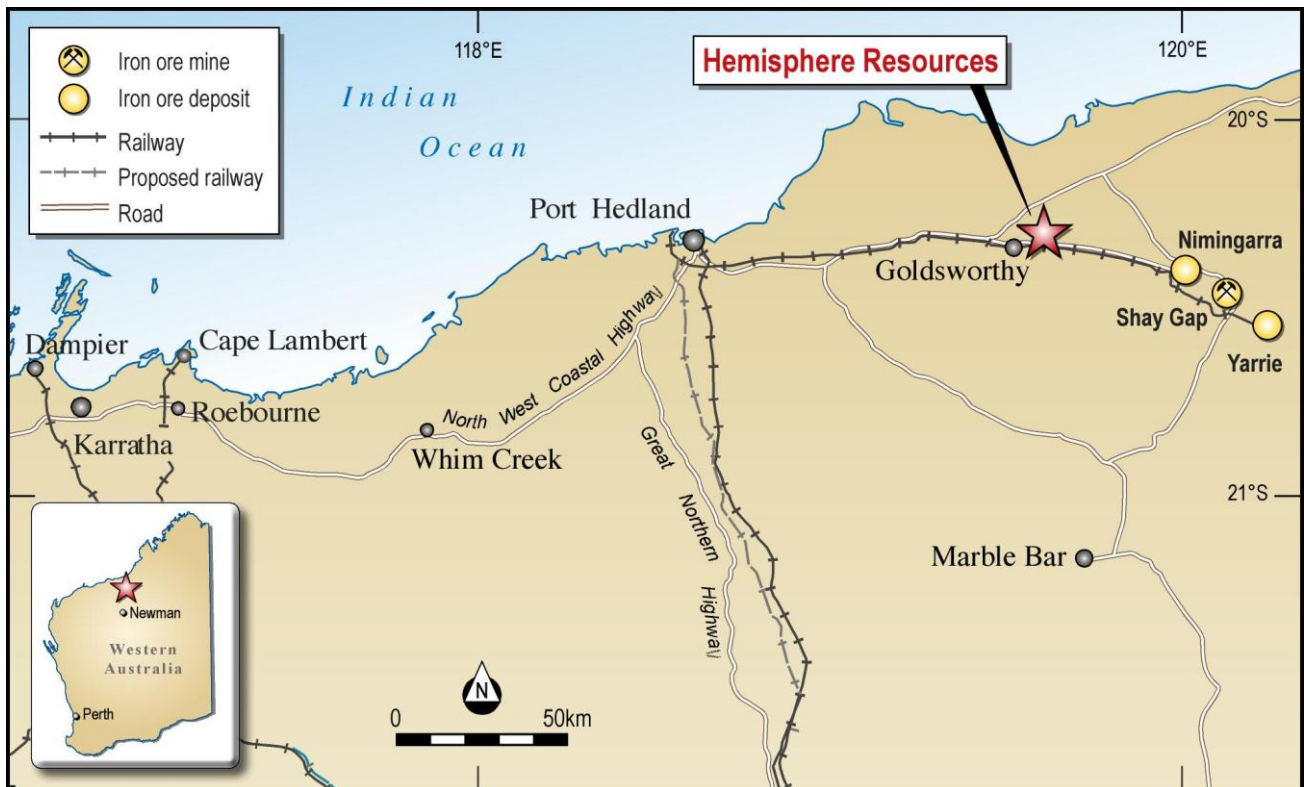 118°E
120°E
Iron ore mine
Iron ore deposit
Railway
Proposed railway
Road
Hemisphere Resources
Indian
Ocean
20°S
Port Hedland
Goldsworthy
Nimingarra
Shay Gap
Yarrie
Dampier
Cape Lambert
Karratha
Roebourne
Whim Creek
North West Coastal Highway
Great Northern Highway
21°S
Marble Bar
Newman
Western
Australia
Perth
N
0 50km